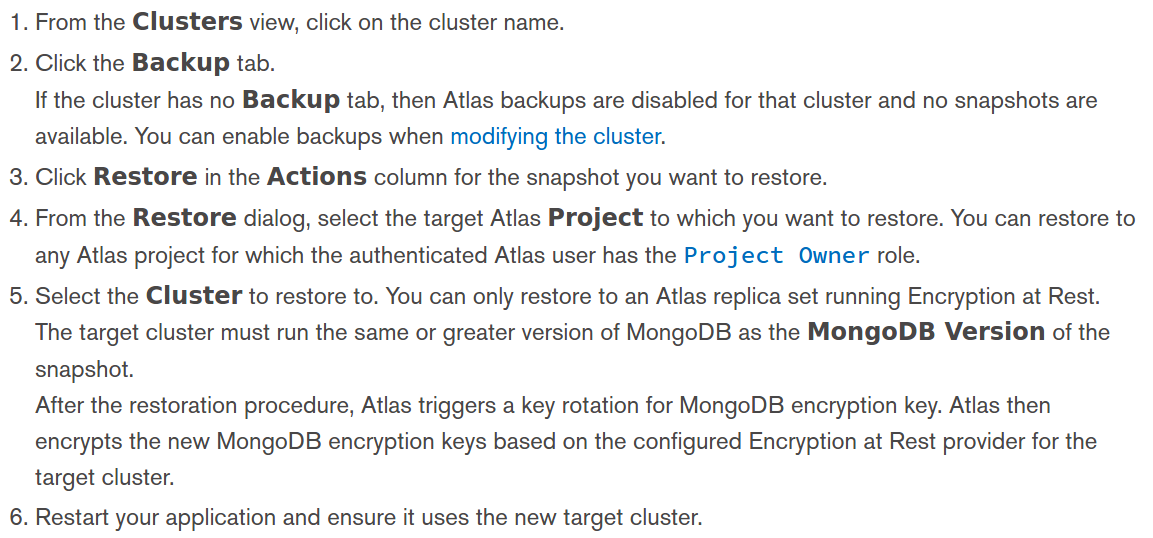 1. From the Clusters view, click on the cluster name.
2. Click the Backup tab.
If the cluster has no Backup tab, then Atlas backups are disabled for that cluster and no snapshots are
available. You can enable backups when modifying the cluster.
3. Click Restore in the Actions column for the snapshot you want to restore.
4. From the Restore dialog, select the target Atlas Project to which you want to restore. You can restore to
any Atlas project for which the authenticated Atlas user has the Project Owner role.
5. Select the Cluster to restore to. You can only restore to an Atlas replica set running Encryption at Rest.
The target cluster must run the same or greater version of MongoDB as the MongoDB Version of the
snapshot.
After the restoration procedure, Atlas triggers a key rotation for MongoDB encryption key. Atlas then
encrypts the new MongoDB encryption keys based on the configured Encryption at Rest provider for the
target cluster.
6. Restart your application and ensure it uses the new target cluster.